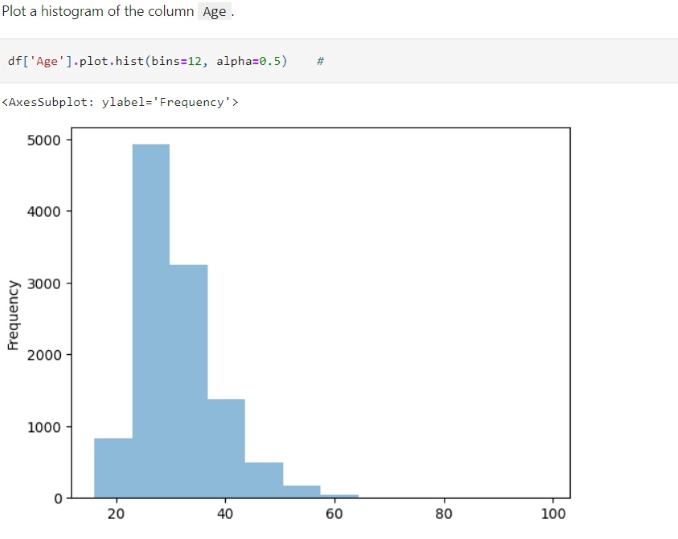 Plot a histogram of the column Age .
df['Age'].plot.hist(bins=12, alpha=0.5)    #
<AxesSubplot: ylabel='Frequency'>
5000
4000
3000
2000
1000
0
Frequency
20 40 60 80 100